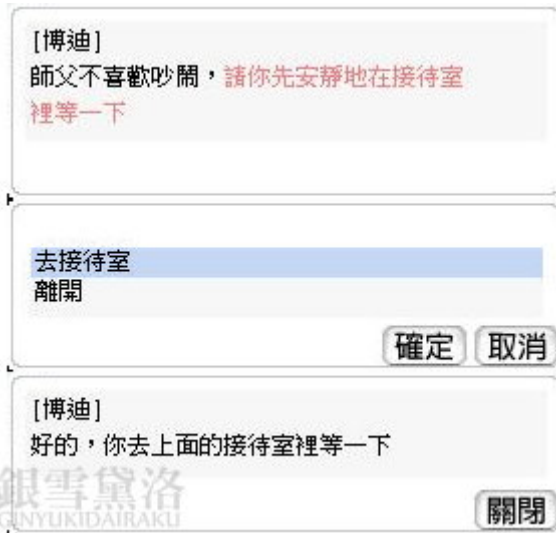 [博迪]
師父不喜歡吵鬧，請你先安靜地在接待室
裡等一下
去接待室
離開
確定 取消
[博迪]
好的，你去上面的接待室裡等一下
銀雪黛洛
GINYUKIDAIRAKU
關閉